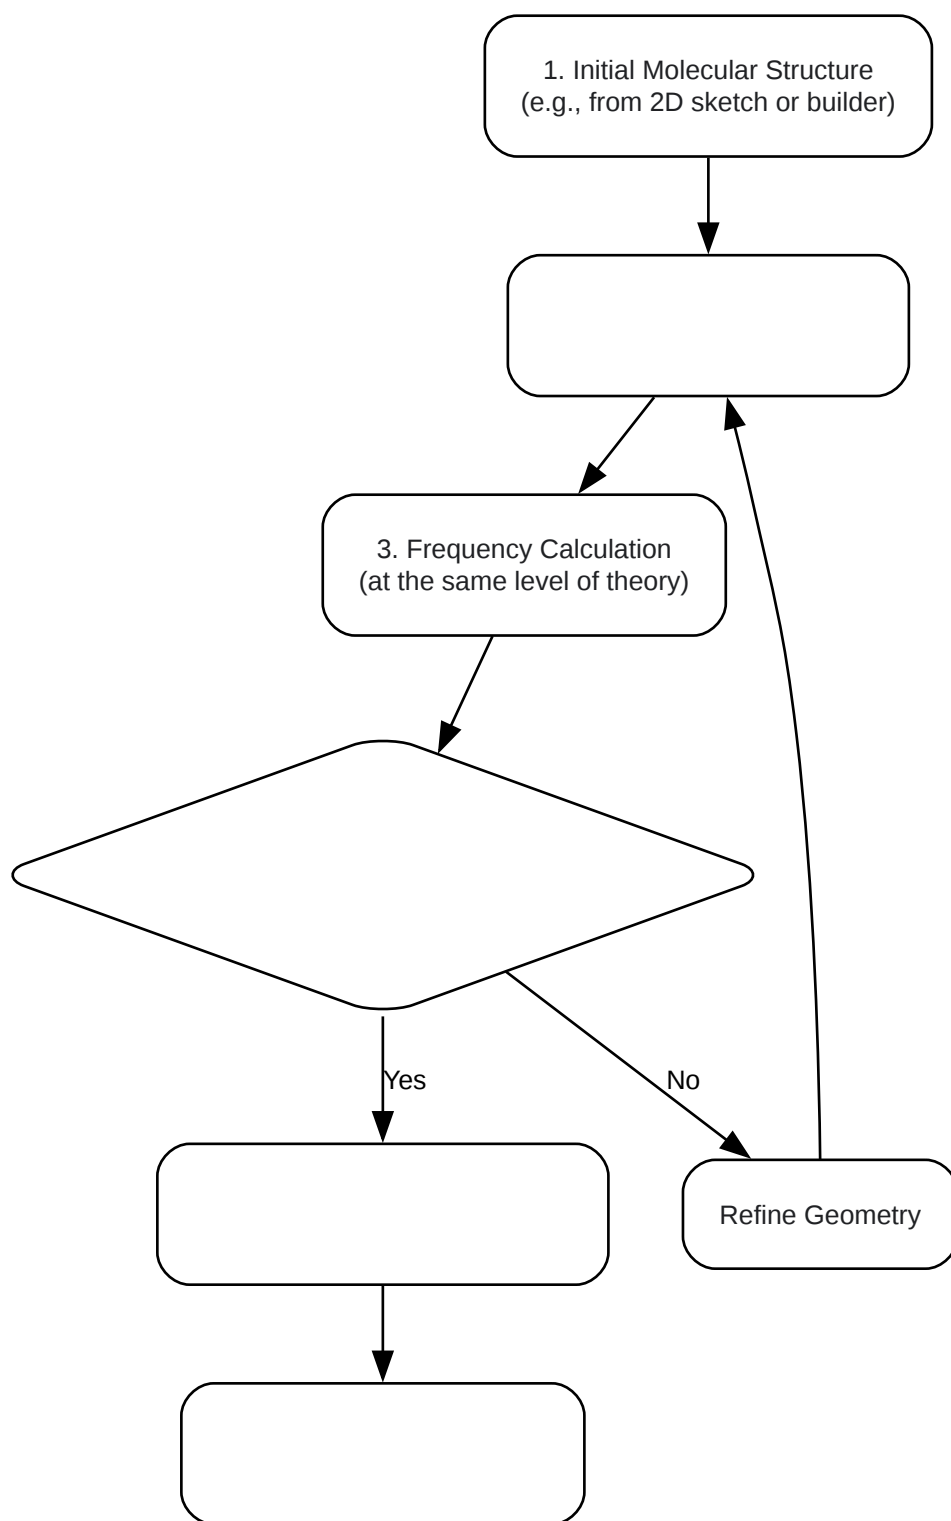 1. Initial Molecular Structure
(e.g., from 2D sketch or builder)
3. Frequency Calculation
(at the same level of theory)
Yes
No
Refine Geometry